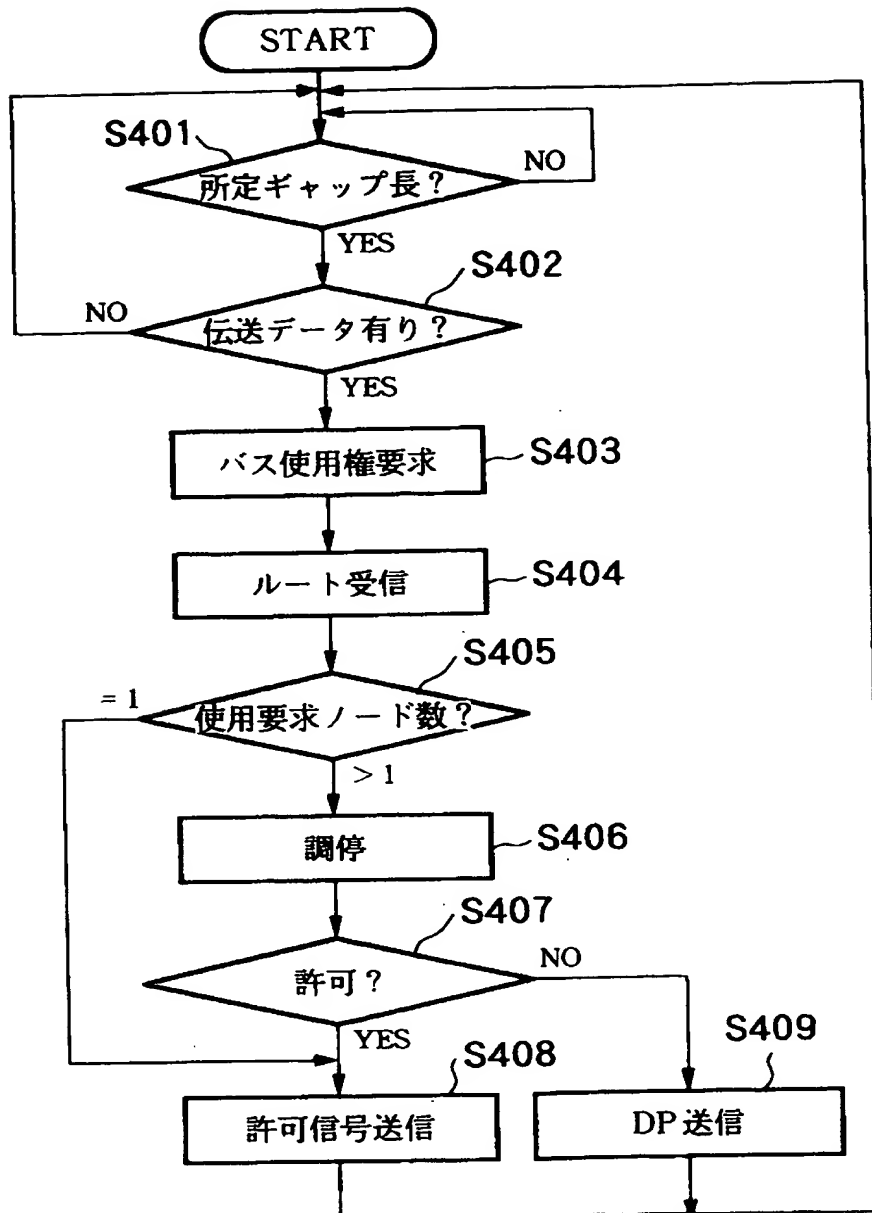 START
S401
所定ギャップ長?
NO
YES
S402
伝送データ有り?
NO
YES
バス使用権要求
S403
ルート受信
S404
S405
= 1
使用要求ノード数?
> 1
調停
S406
S407
許可?
NO
YES
S408
S409
許可信号送信
DP送信